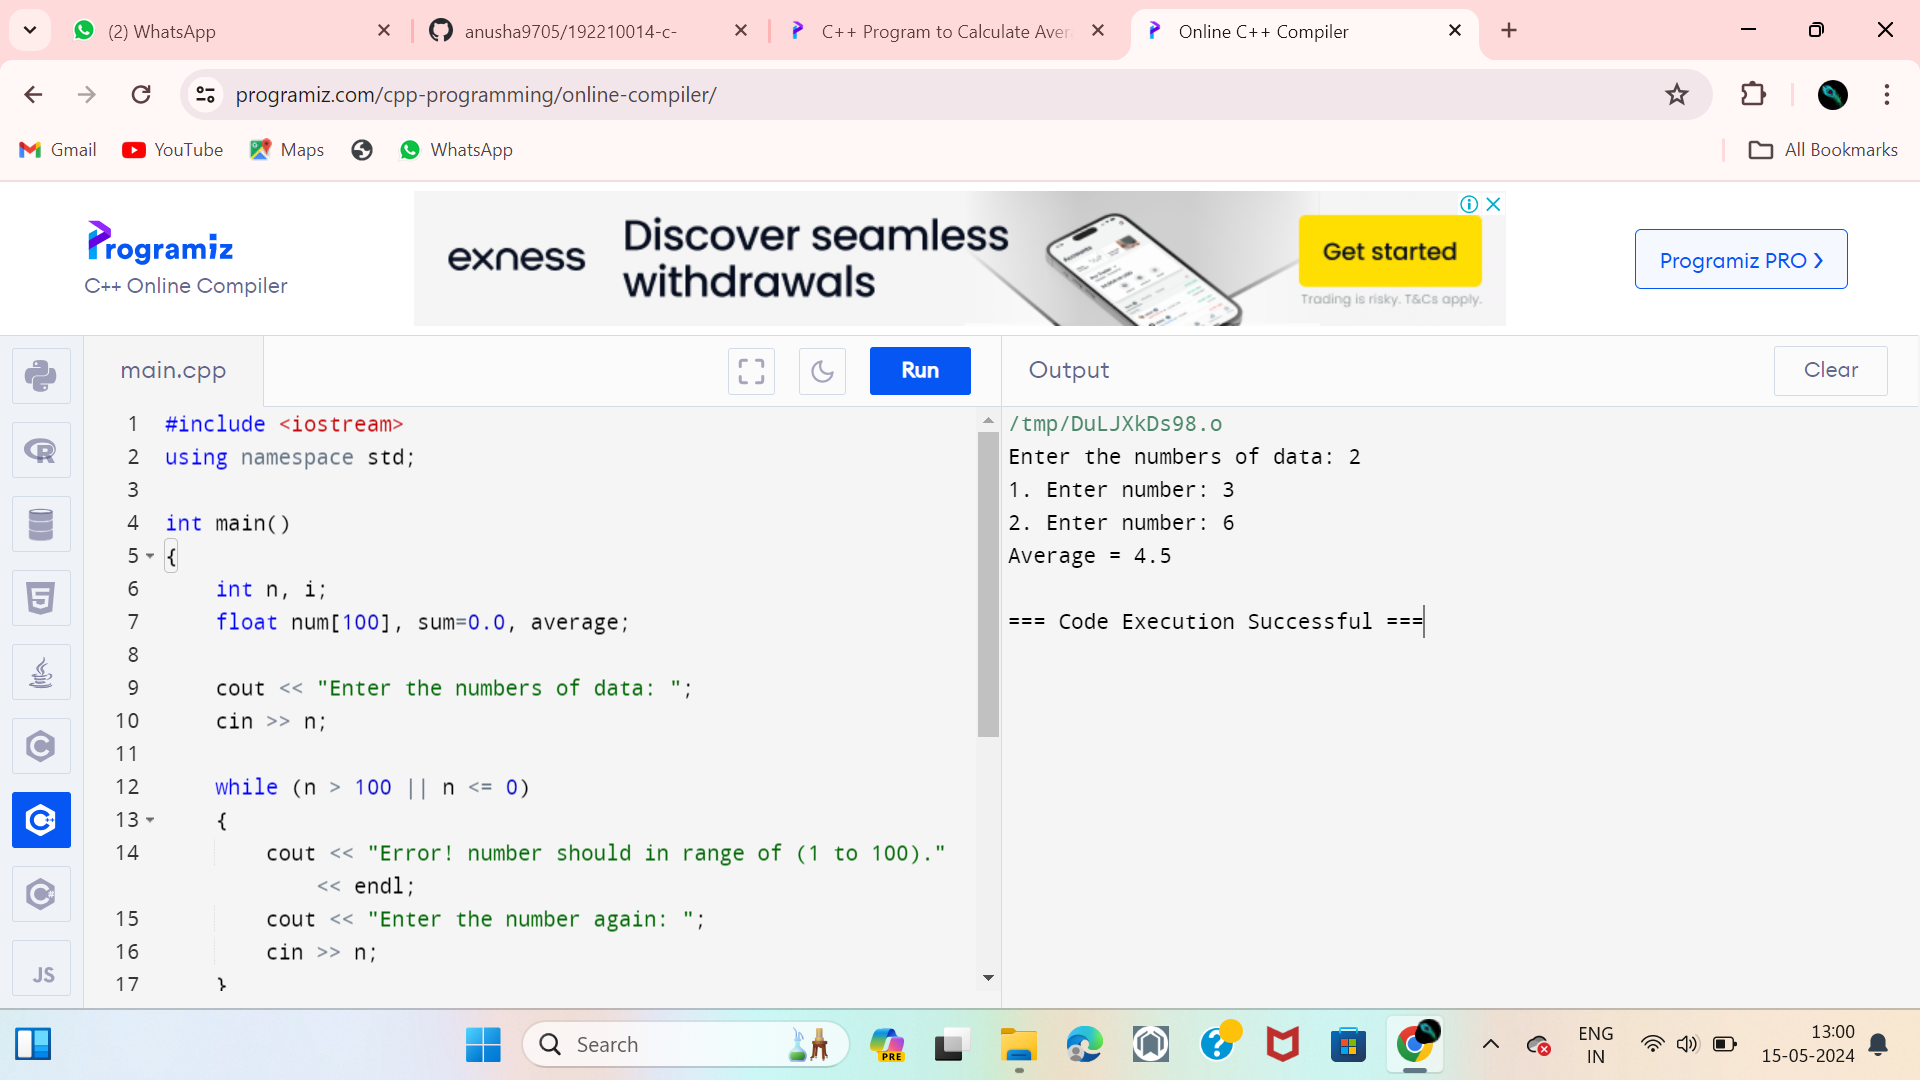 (2) WhatsApp
anusha9705/192210014-c-
C++ Program to Calculate Aver
Online C++ Compiler
programiz.com/cpp-programming/online-compiler/
Gmail
YouTube
Maps
WhatsApp
All Bookmarks
Programiz
C++ Online Compiler
exness
Discover seamless
withdrawals
Get started
Trading is risky. T&Cs apply.
Programiz PRO ›
main.cpp
Run
Output
Clear
1 #include <iostream>
2 using namespace std;
3
4 int main()
5 {
6 int n, i;
7 float num[100], sum=0.0, average;
8
9 cout << "Enter the numbers of data: ";
10 cin >> n;
11
12 while (n > 100 || n <= 0)
13 {
14 cout << "Error! number should in range of (1 to 100)."
<< endl;
15 cout << "Enter the number again: ";
16 cin >> n;
17 }
/tmp/DuLJXkDs98.o
Enter the numbers of data: 2
1. Enter number: 3
2. Enter number: 6
Average = 4.5
=== Code Execution Successful ===
JS
Search
PRE
ENG
IN
13:00
15-05-2024